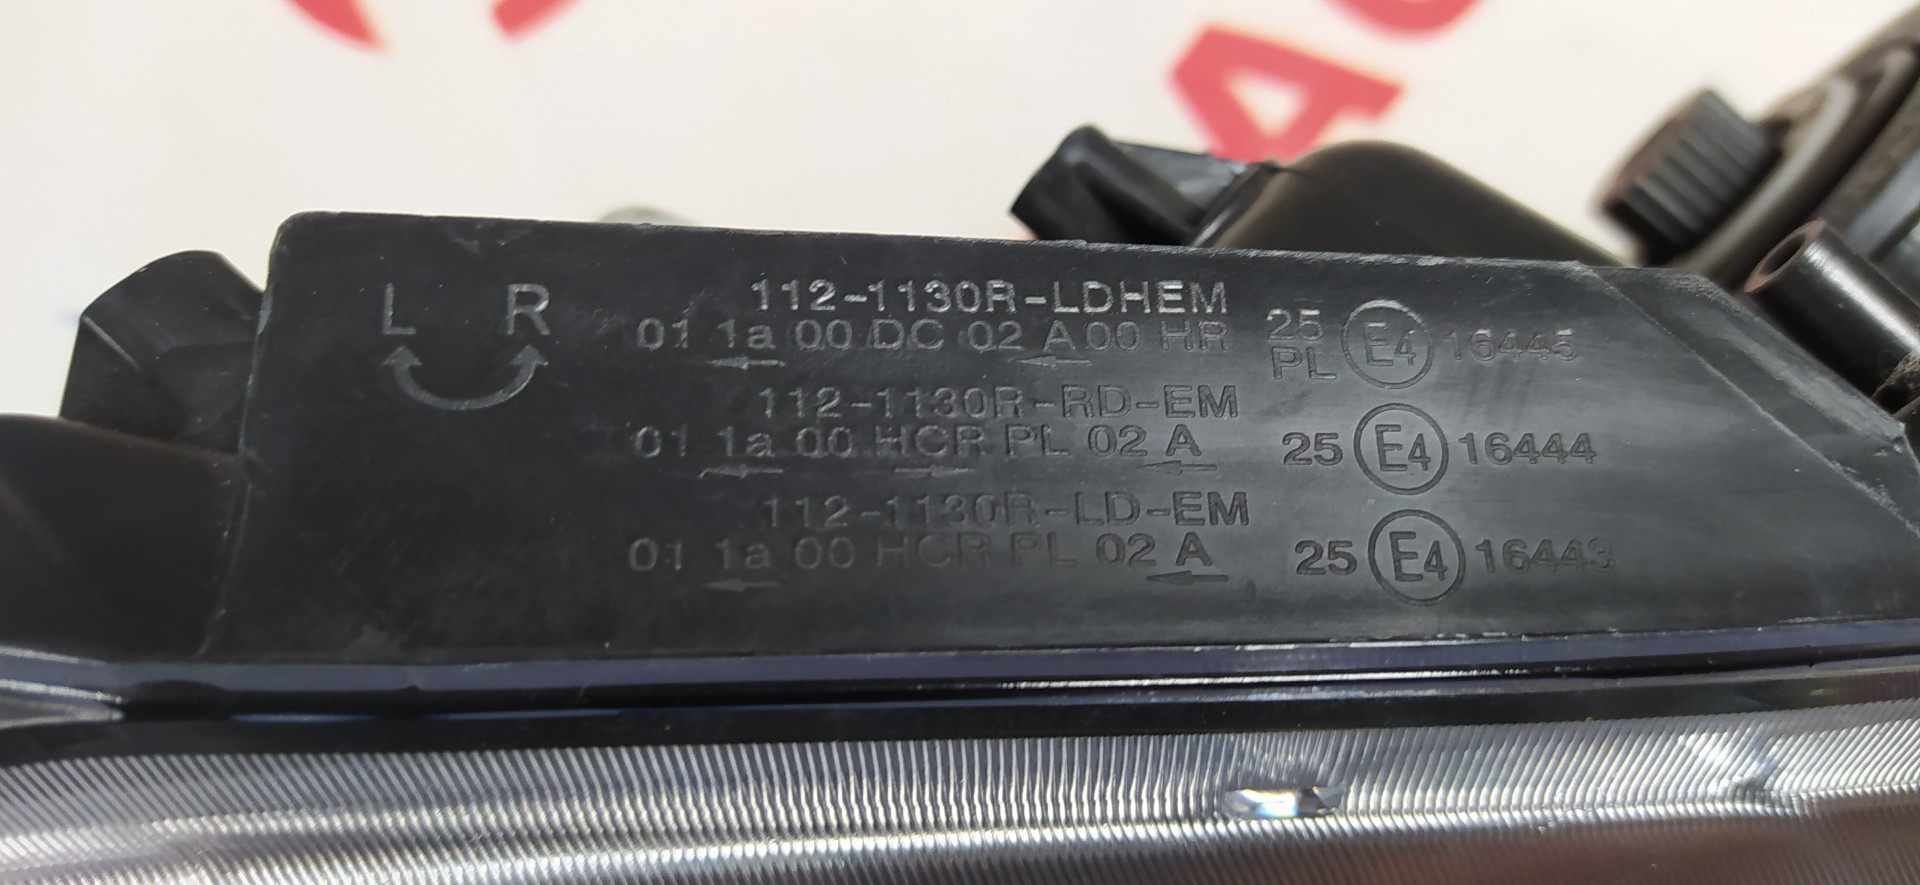 L R
112-1130R-LDHEM
01 1a 00 DC 02 A 00 HR 25 PL E4 16445
112-1130R-RD-EM
01 1a 00 HCR PL 02 A 25 E4 16444
112-1130R-LD-EM
01 1a 00 HCR PL 02 A 25 E4 16443